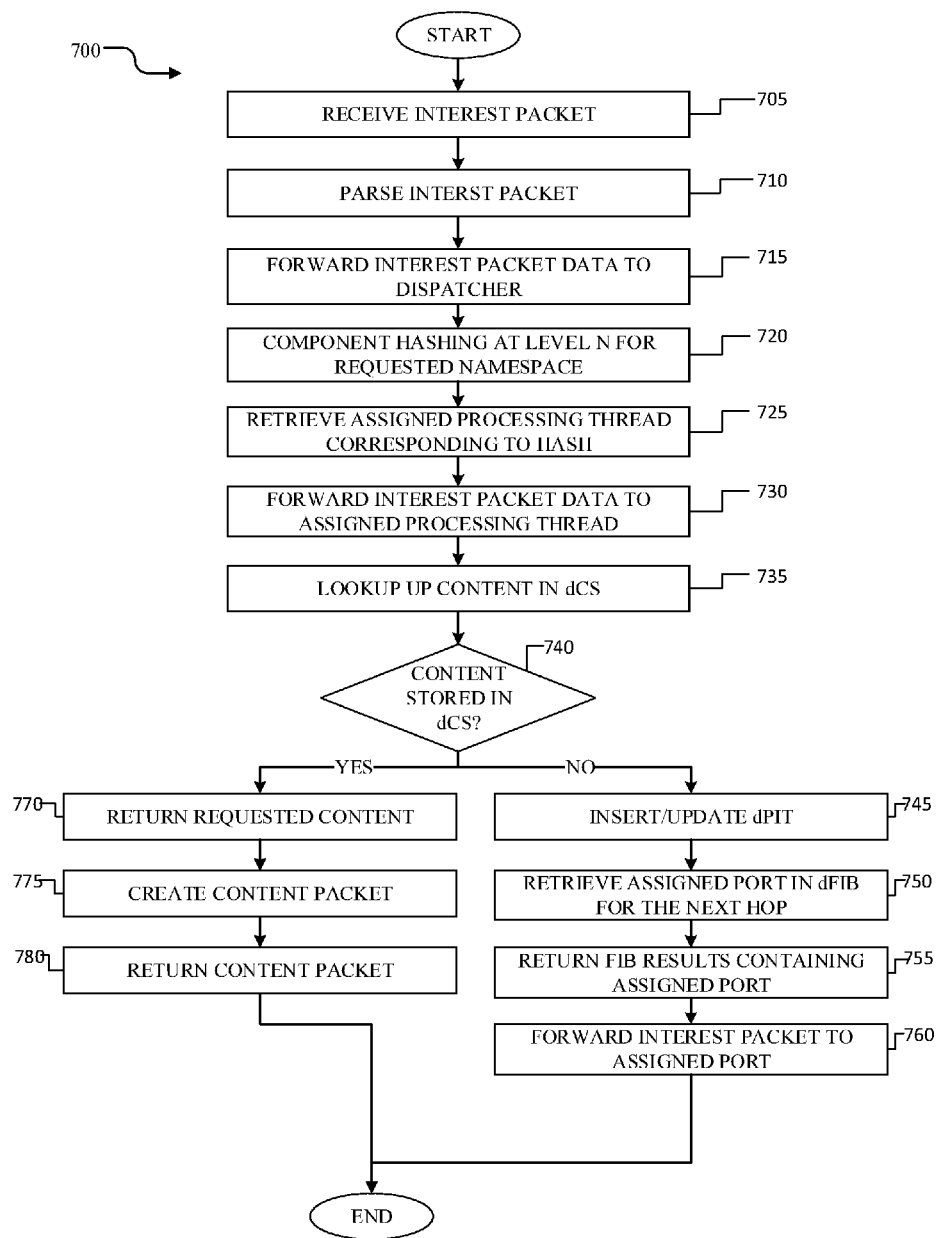 START
700
RECEIVE INTEREST PACKET
705
PARSE INTERST PACKET
710
FORWARD INTEREST PACKET DATA TO
DISPATCHER
715
COMPONENT HASHING AT LEVEL N FOR
REQUESTED NAMESPACE
720
RETRIEVE ASSIGNED PROCESSING THREAD
CORRESPONDING TO HASH
725
FORWARD INTEREST PACKET DATA TO
ASSIGNED PROCESSING THREAD
730
LOOKUP UP CONTENT IN dCS
735
740
CONTENT
STORED IN
dCS?
YES
NO
770
RETURN REQUESTED CONTENT
775
CREATE CONTENT PACKET
780
RETURN CONTENT PACKET
INSERT/UPDATE dPIT
745
RETRIEVE ASSIGNED PORT IN dFIB
FOR THE NEXT HOP
750
RETURN FIB RESULTS CONTAINING
ASSIGNED PORT
755
FORWARD INTEREST PACKET TO
ASSIGNED PORT
760
END